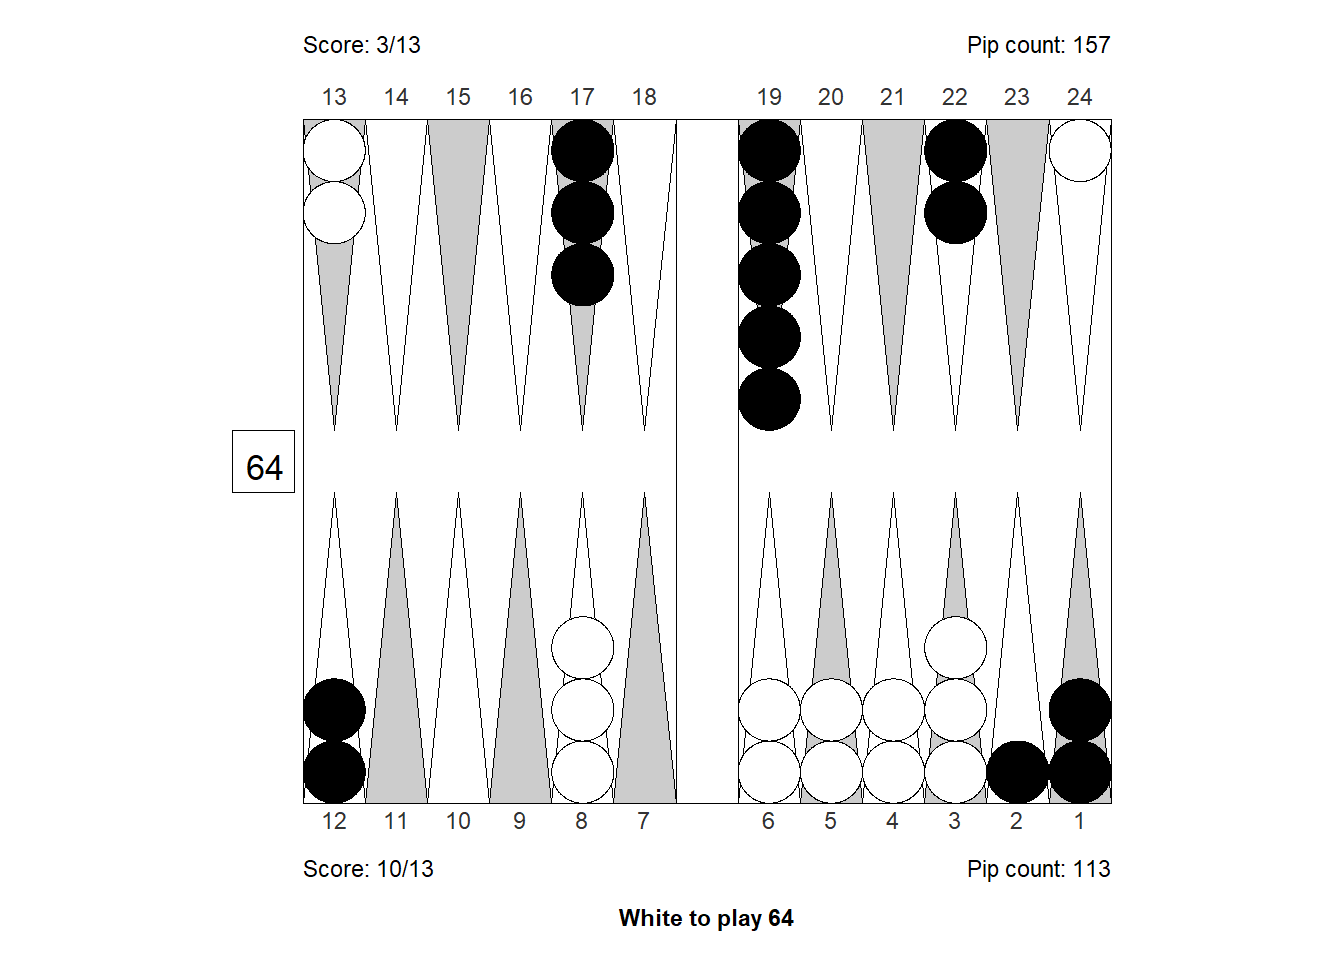 Score: 3/13 Pip count: 157
13 14 15 16 17 18 19 20 21 22 23 24
64
12 11 10 9 8 7 6 5 4 3 2 1
Score: 10/13 Pip count: 113
White to play 64